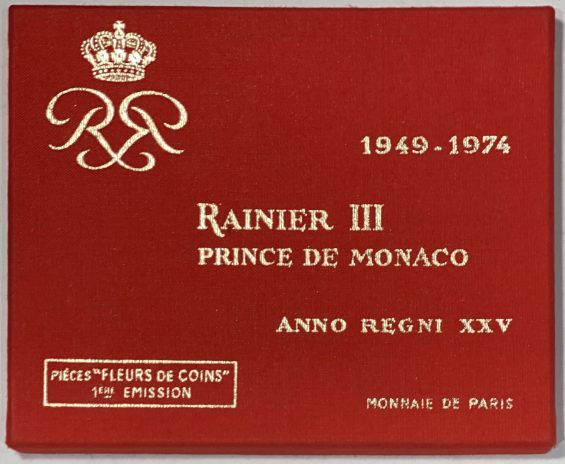 RR
1949-1974
RAINIER III
PRINCE DE MONACO
ANNO REGNI XXV
PIÉCES "FLEURS DE COINS"
1ÈRE EMISSION
MONNAIE DE PARIS